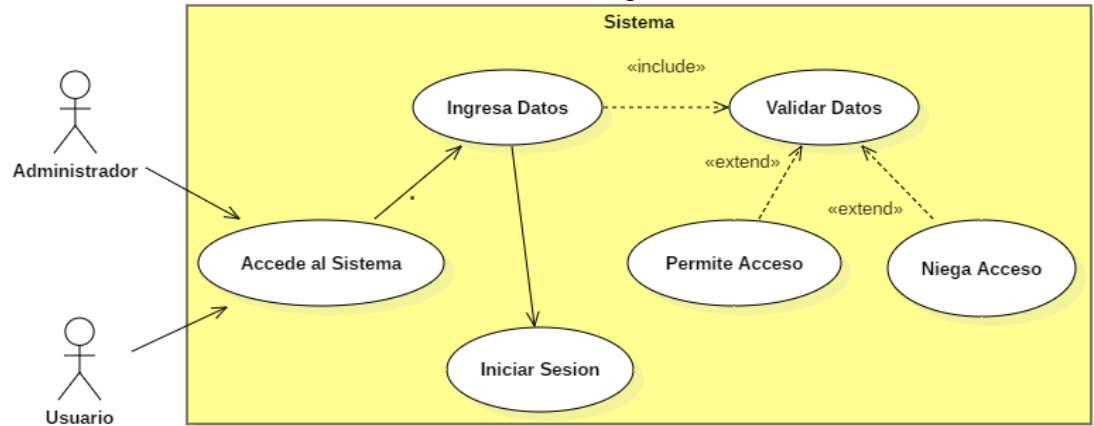 Sistema
«include»
Ingresa Datos
Validar Datos
«extend»
Administrador
«extend»
Accede al Sistema
Permite Acceso
Niega Acceso
Iniciar Sesion
Usuario